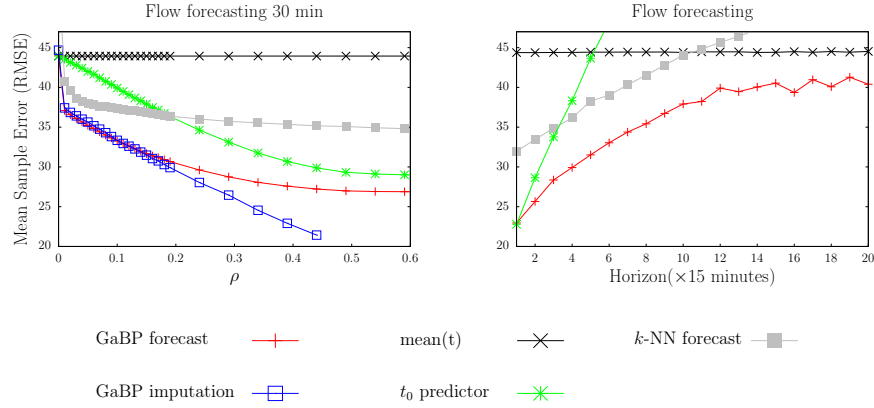 Flow forecasting 30 min
Mean Sample Error (RMSE)
45
40
35
30
25
20
0
0.1
0.2
0.3
0.4
0.5
0.6
ρ
Flow forecasting
45
40
35
30
25
20
2
4
6
8
10
12
14
16
18
20
Horizon(×15 minutes)
GaBP forecast
mean(t)
k-NN forecast
GaBP imputation
t₀ predictor